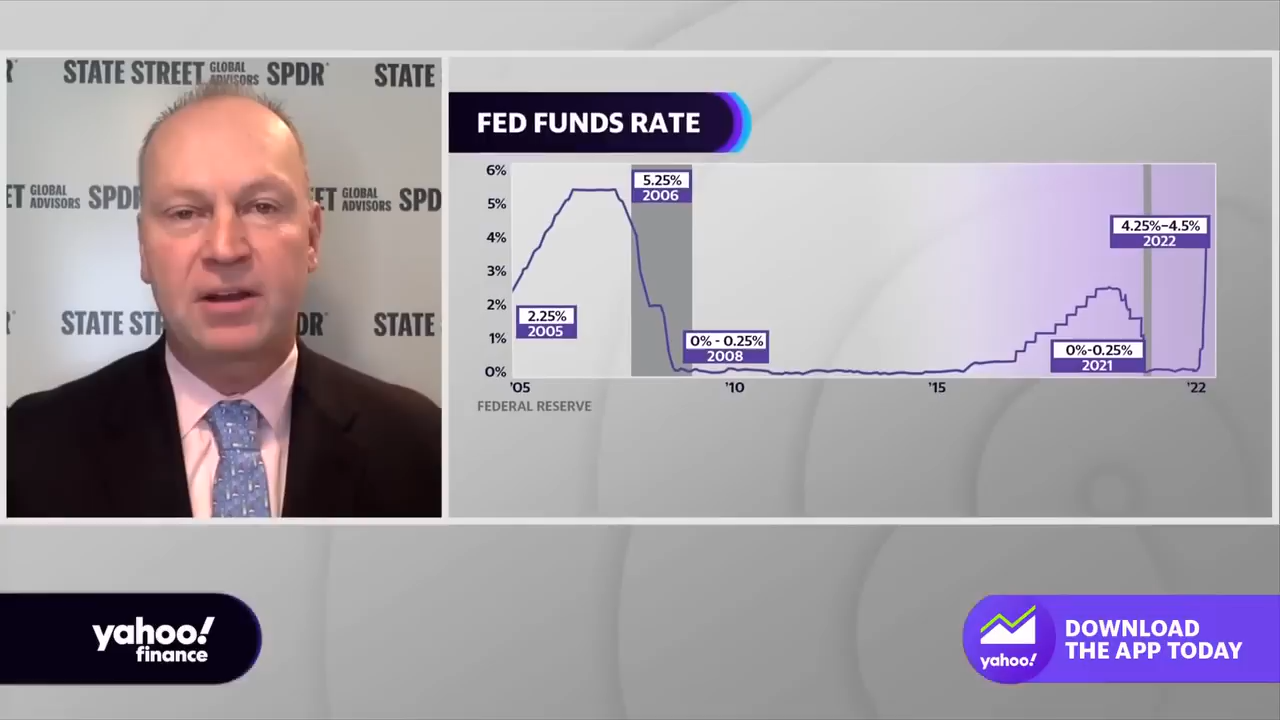 STATE STREET GLOBAL ADVISORS SPDR STATE
GLOBAL ADVISORS SPDR GLOBAL ADVISORS
STATE STATE
FED FUNDS RATE
6%
5%
4%
3%
2%
1%
0%
5.25%
2006
4.25%–4.5%
2022
2.25%
2005
0% - 0.25%
2008
0%-0.25%
2021
'05 '10 '15 '22
FEDERAL RESERVE
yahoo!
finance
yahoo!
DOWNLOAD
THE APP TODAY